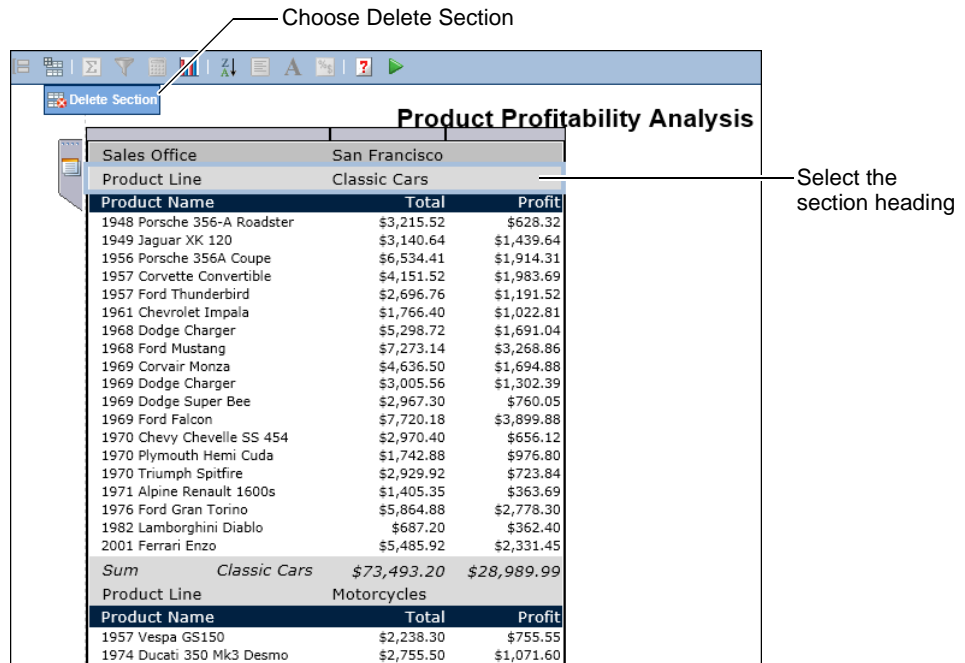 Choose Delete Section
Delete Section
Product Profitability Analysis
Sales Office San Francisco
Product Line Classic Cars
Select the
section heading
Product Name Total Profit
1948 Porsche 356-A Roadster $3,215.52 $628.32
1949 Jaguar XK 120 $3,140.64 $1,439.64
1956 Porsche 356A Coupe $6,534.41 $1,914.31
1957 Corvette Convertible $4,151.52 $1,983.69
1957 Ford Thunderbird $2,696.76 $1,191.52
1961 Chevrolet Impala $1,766.40 $1,022.81
1968 Dodge Charger $5,298.72 $1,691.04
1968 Ford Mustang $7,273.14 $3,268.86
1969 Corvair Monza $4,636.50 $1,694.88
1969 Dodge Charger $3,005.56 $1,302.39
1969 Dodge Super Bee $2,967.30 $760.05
1969 Ford Falcon $7,720.18 $3,899.88
1970 Chevy Chevelle SS 454 $2,970.40 $656.12
1970 Plymouth Hemi Cuda $1,742.88 $976.80
1970 Triumph Spitfire $2,929.92 $723.84
1971 Alpine Renault 1600s $1,405.35 $363.69
1976 Ford Gran Torino $5,864.88 $2,778.30
1982 Lamborghini Diablo $687.20 $362.40
2001 Ferrari Enzo $5,485.92 $2,331.45
Sum Classic Cars $73,493.20 $28,989.99
Product Line Motorcycles
Product Name Total Profit
1957 Vespa GS150 $2,238.30 $755.55
1974 Ducati 350 Mk3 Desmo $2,755.50 $1,071.60